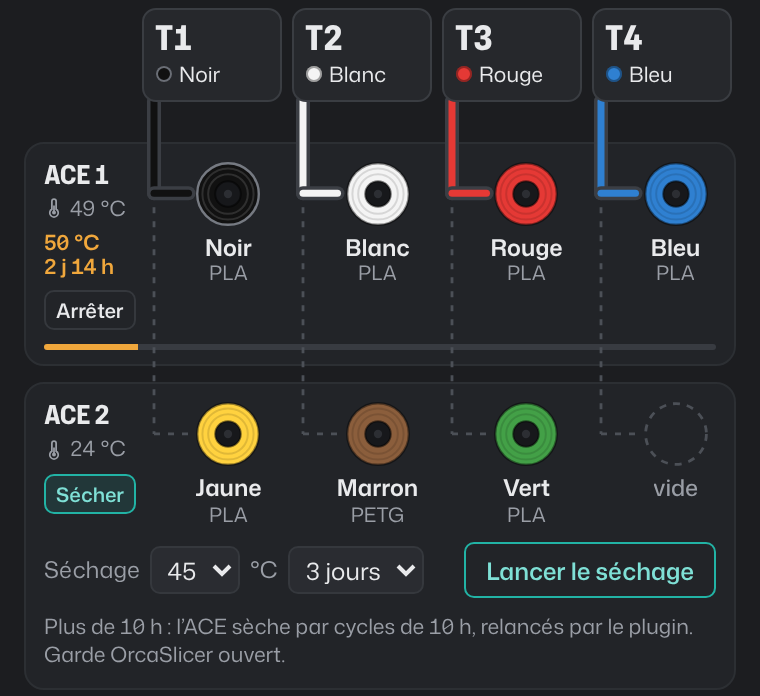 T1
Noir
T2
Blanc
T3
Rouge
T4
Bleu
ACE 1
49 °C
50 °C
2 j 14 h
Arrêter
Noir
PLA
Blanc
PLA
Rouge
PLA
Bleu
PLA
ACE 2
24 °C
Sécher
Jaune
PLA
Marron
PETG
Vert
PLA
vide
Séchage 45 °C 3 jours Lancer le séchage
Plus de 10 h : l’ACE sèche par cycles de 10 h, relancés par le plugin.
Garde OrcaSlicer ouvert.